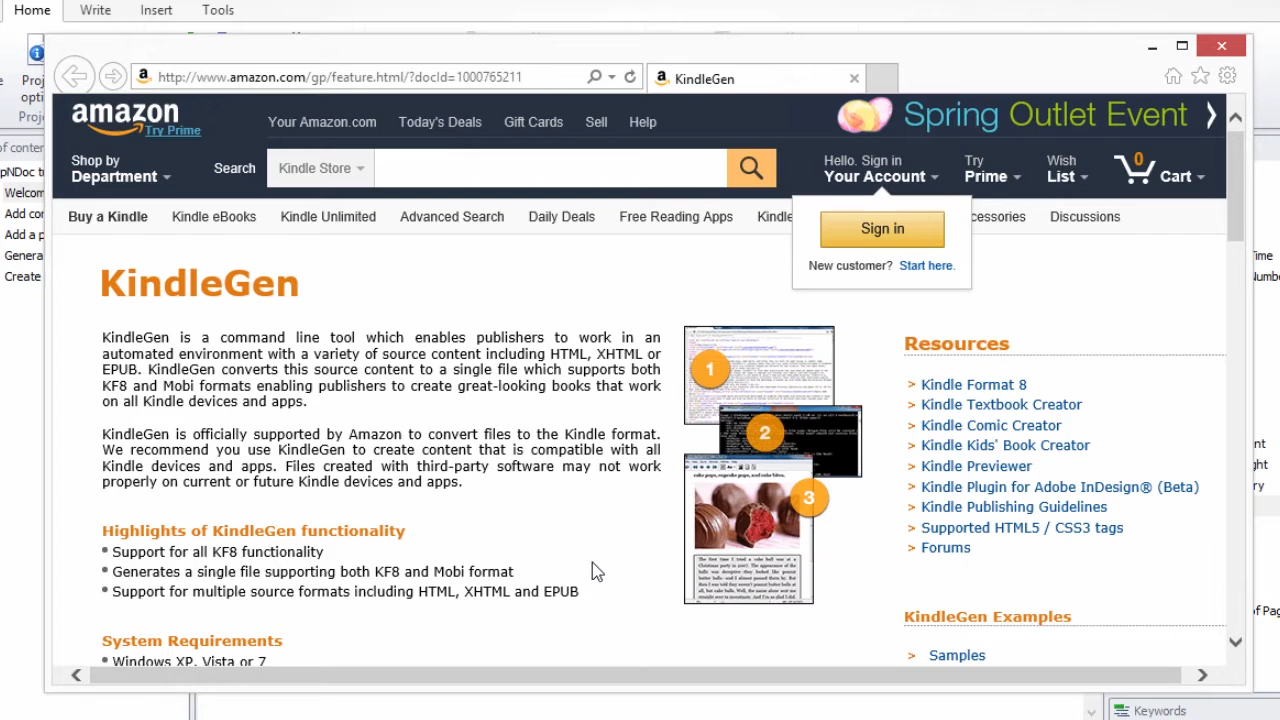 Home Write Insert Tools
http://www.amazon.com/gp/feature.html/?docId=1000765211
KindleGen
amazon
Try Prime
Your Amazon.com Today's Deals Gift Cards Sell Help
Spring Outlet Event
Shop by
Department
Search
Kindle Store
Hello. Sign in
Your Account
Try
Prime
Wish
List
0
Cart
Buy a Kindle Kindle eBooks Kindle Unlimited Advanced Search Daily Deals Free Reading Apps Kindle Discussions
Sign in
New customer? Start here.
Welcom
Add con
Add a p
Genera
Create
KindleGen
KindleGen is a command line tool which enables publishers to work in an
automated environment with a variety of source content including HTML, XHTML or
EPUB. KindleGen converts the source content to a single file which supports both
KF8 and Mobi formats enabling publishers to create great-looking books that work
on all Kindle devices and apps.
KindleGen is officially supported by Amazon to convert files to the Kindle format.
We recommend you use KindleGen to create content that is compatible with all
Kindle devices and apps. Files created with third-party software may not work
properly on current or future Kindle devices and apps.
Highlights of KindleGen functionality
Support for all KF8 functionality
Generates a single file supporting both KF8 and Mobi format
Support for multiple source formats including HTML, XHTML and EPUB
System Requirements
Windows XP, Vista or 7
1
2
3
Resources
> Kindle Format 8
> Kindle Textbook Creator
> Kindle Comic Creator
> Kindle Kids' Book Creator
> Kindle Previewer
> Kindle Plugin for Adobe InDesign® (Beta)
> Kindle Publishing Guidelines
> Supported HTML5 / CSS3 tags
> Forums
KindleGen Examples
> Samples
Keywords